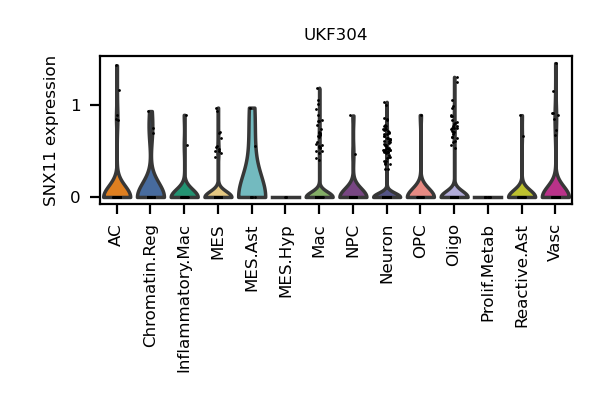 UKF304
SNX11 expression
1
0
AC
Chromatin.Reg
Inflammatory.Mac
MES
MES.Ast
MES.Hyp
Mac
NPC
Neuron
OPC
Oligo
Prolif.Metab
Reactive.Ast
Vasc